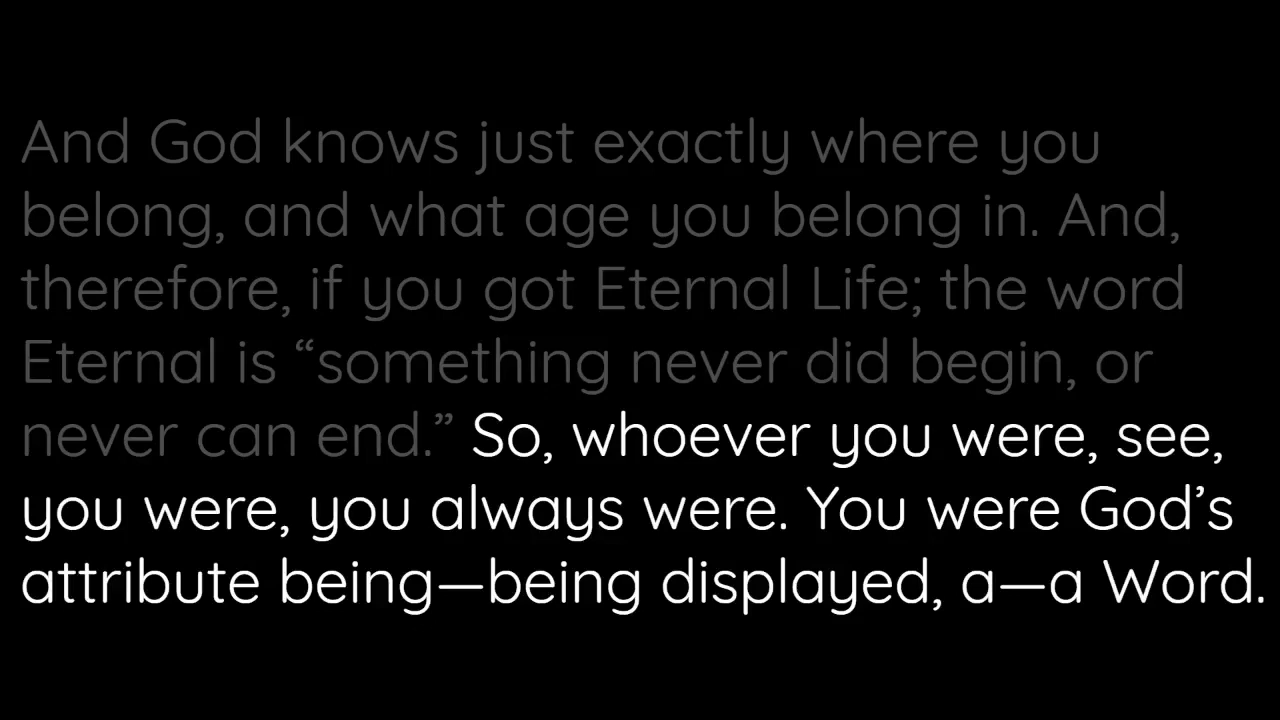 And God knows just exactly where you
belong, and what age you belong in. And,
therefore, if you got Eternal Life; the word
Eternal is “something never did begin, or
never can end.” So, whoever you were, see,
you were, you always were. You were God’s
attribute being—being displayed, a—a Word.